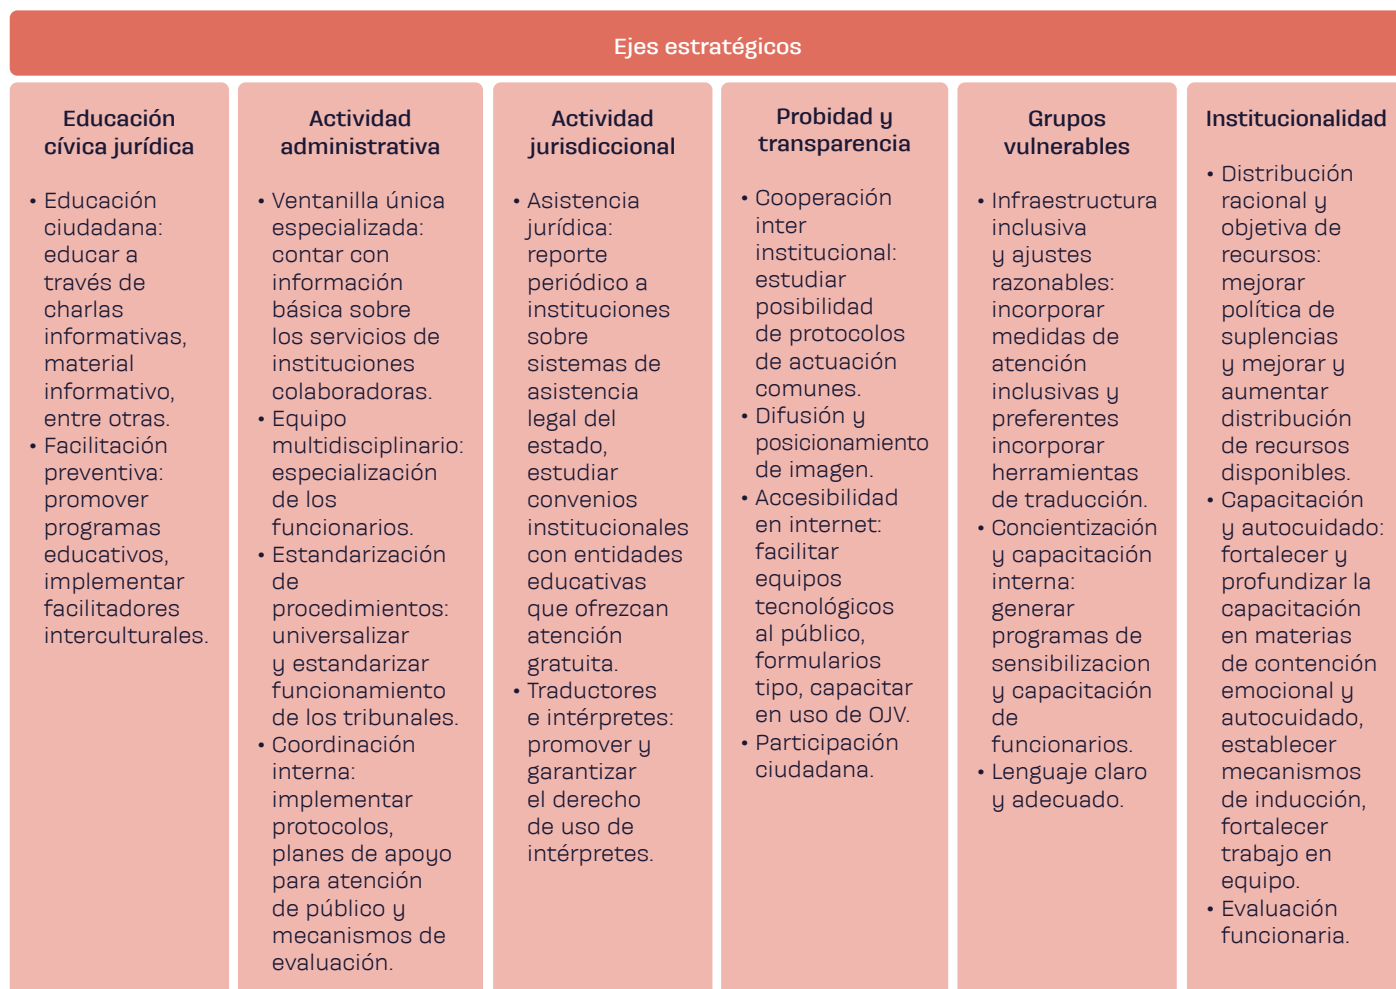 Ejes estratégicos
Educación
cívica jurídica
• Educación
ciudadana:
educar a
través de
charlas
informativas,
material
informativo,
entre otras.
• Facilitación
preventiva:
promover
programas
educativos,
implementar
facilitadores
interculturales.
Actividad
administrativa
• Ventanilla única
especializada:
contar con
información
básica sobre
los servicios de
instituciones
colaboradoras.
• Equipo
multidisciplinario:
especialización
de los
funcionarios.
• Estandarización
de
procedimientos:
universalizar
y estandarizar
funcionamiento
de los tribunales.
• Coordinación
interna:
implementar
protocolos,
planes de apoyo
para atención
de público y
mecanismos de
evaluación.
Actividad
jurisdiccional
• Asistencia
jurídica:
reporte
periódico a
instituciones
sobre
sistemas de
asistencia
legal del
estado,
estudiar
convenios
institucionales
con entidades
educativas
que ofrezcan
atención
gratuita.
• Traductores
e intérpretes:
promover y
garantizar
el derecho
de uso de
intérpretes.
Probidad y
transparencia
• Cooperación
inter
institucional:
estudiar
posibilidad
de protocolos
de actuación
comunes.
• Difusión y
posicionamiento
de imagen.
• Accesibilidad
en internet:
facilitar
equipos
tecnológicos
al público,
formularios
tipo, capacitar
en uso de OJV.
• Participación
ciudadana.
Grupos
vulnerables
• Infraestructura
inclusiva
y ajustes
razonables:
incorporar
medidas de
atención
inclusivas y
preferentes
incorporar
herramientas
de traducción.
• Concientización
y capacitación
interna:
generar
programas de
sensibilizacion
y capacitación
de
funcionarios.
• Lenguaje claro
y adecuado.
Institucionalidad
• Distribución
racional y
objetiva de
recursos:
mejorar
política de
suplencias
y mejorar y
aumentar
distribución
de recursos
disponibles.
• Capacitación
y autocuidado:
fortalecer y
profundizar la
capacitación
en materias
de contención
emocional y
autocuidado,
establecer
mecanismos
de inducción,
fortalecer
trabajo en
equipo.
• Evaluación
funcionaria.